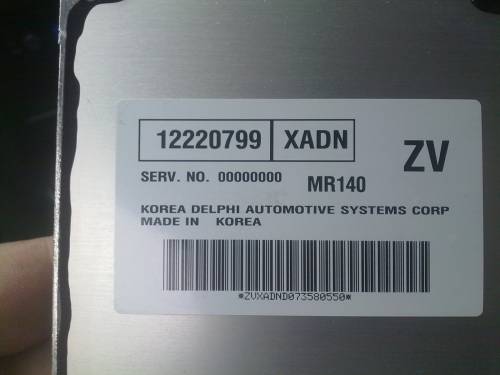 12220799 XADN ZV
SERV. NO. 00000000 MR140
KOREA DELPHI AUTOMOTIVE SYSTEMS CORP
MADE IN KOREA
*ZVXADND073580550*